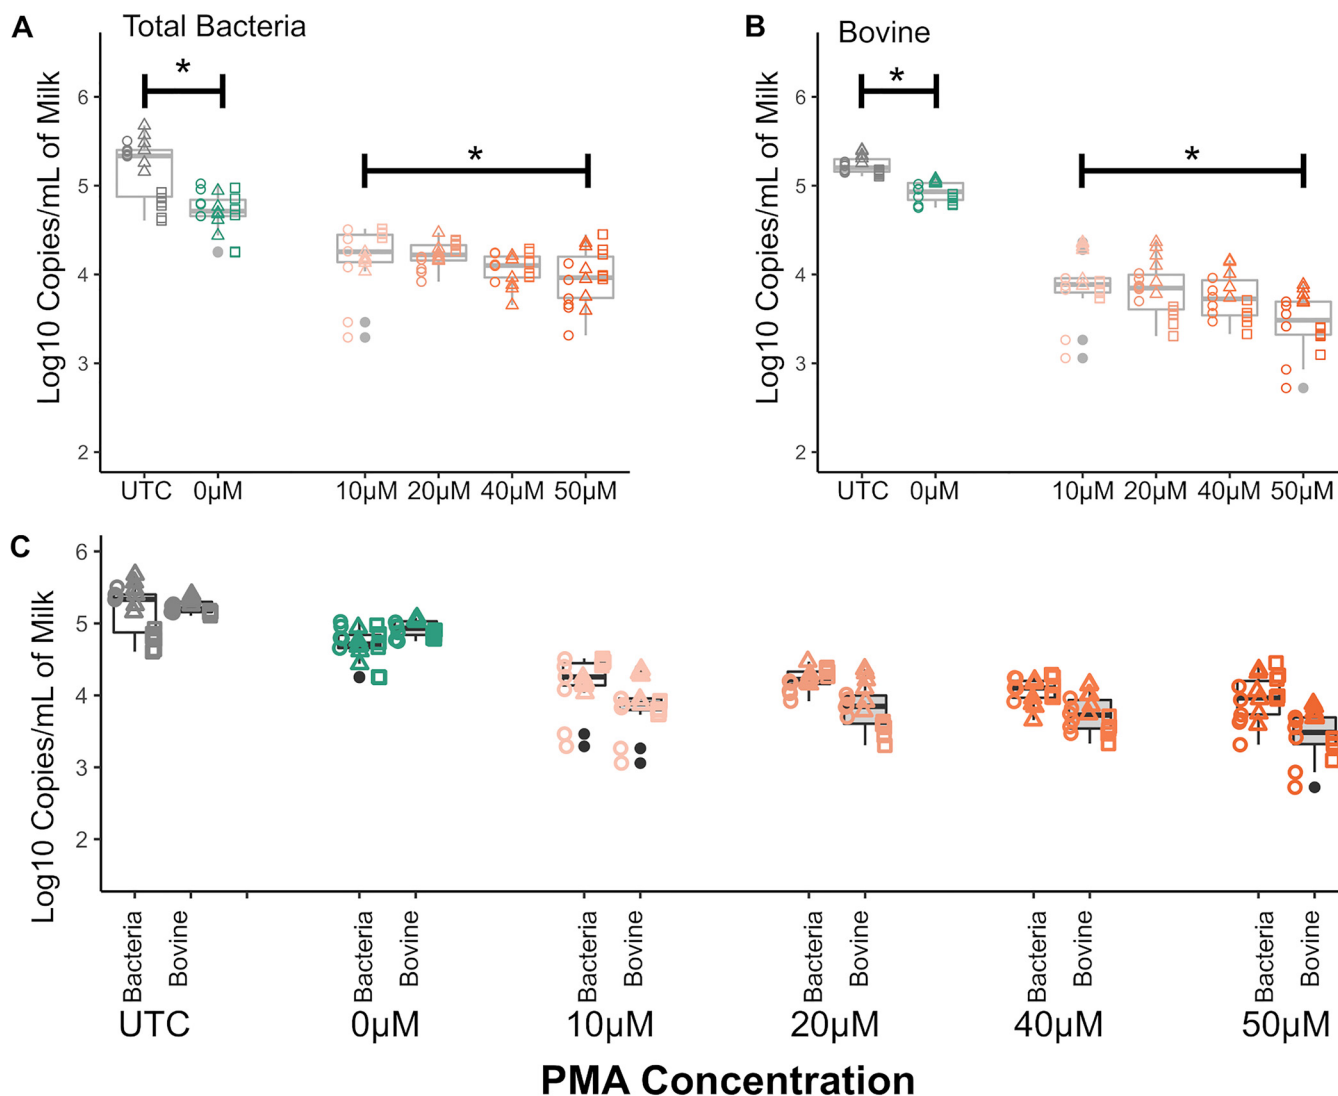 A Total Bacteria
Log10 Copies/mL of Milk
6
5
4
3
2
*
*
UTC 0µM 10µM 20µM 40µM 50µM
B Bovine
Log10 Copies/mL of Milk
6
5
4
3
2
*
*
UTC 0µM 10µM 20µM 40µM 50µM
C
Log10 Copies/mL of Milk
6
5
4
3
2
Bacteria Bovine Bacteria Bovine Bacteria Bovine Bacteria Bovine Bacteria Bovine Bacteria Bovine
UTC 0µM 10µM 20µM 40µM 50µM
PMA Concentration